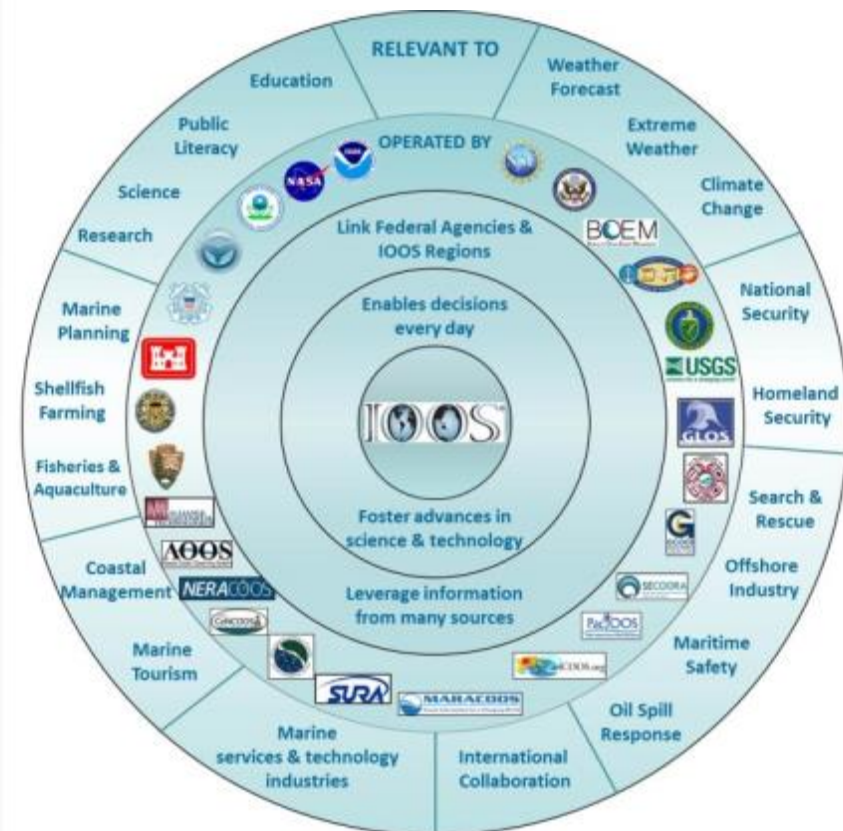 RELEVANT TO
Weather
Forecast
Extreme
Weather
Climate
Change
National
Security
Homeland
Security
Search &
Rescue
Offshore
Industry
Maritime
Safety
Oil Spill
Response
International
Collaboration
Marine
services & technology
industries
Marine
Tourism
Coastal
Management
Fisheries &
Aquaculture
Shellfish
Farming
Marine
Planning
Research
Science
Public
Literacy
Education
OPERATED BY
NSF
BOEM
USGS
GLOS
SECOORA
PacIOOS
MARACOOS
SURA
CeNCOOS
NERACOOS
AOOS
NASA
NOAA
Link Federal Agencies &
IOOS Regions
Enables decisions
every day
IOOS
Foster advances in
science & technology
Leverage information
from many sources